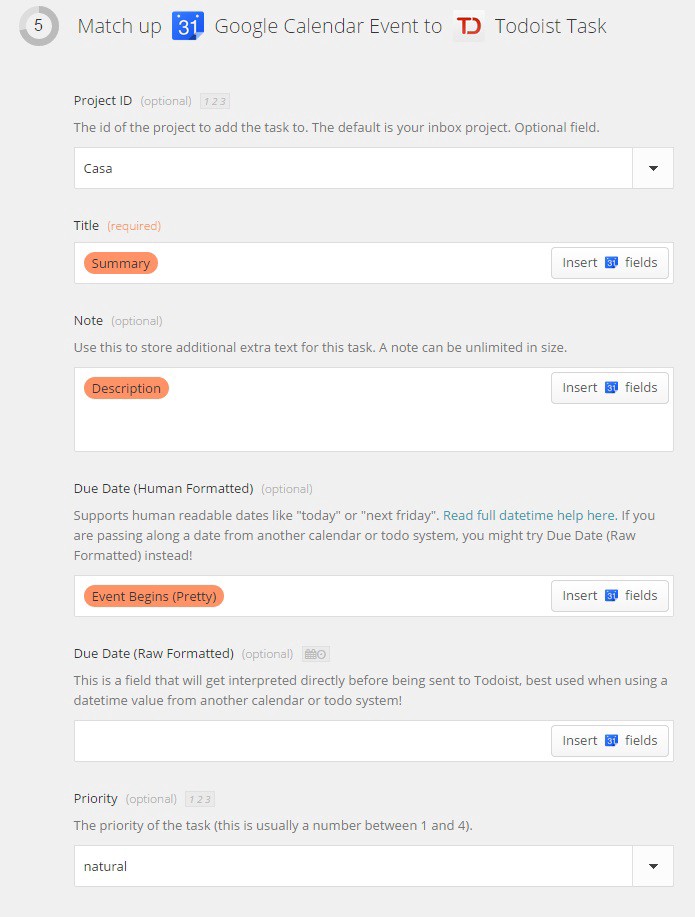 5 Match up 31 Google Calendar Event to TD Todoist Task
Project ID (optional) 1 2 3
The id of the project to add the task to. The default is your inbox project. Optional field.
Casa
Title (required)
Summary Insert 31 fields
Note (optional)
Use this to store additional extra text for this task. A note can be unlimited in size.
Description Insert 31 fields
Due Date (Human Formatted) (optional)
Supports human readable dates like "today" or "next friday". Read full datetime help here. If you
are passing along a date from another calendar or todo system, you might try Due Date (Raw
Formatted) instead!
Event Begins (Pretty) Insert 31 fields
Due Date (Raw Formatted) (optional)
This is a field that will get interpreted directly before being sent to Todoist, best used when using a
datetime value from another calendar or todo system!
Insert 31 fields
Priority (optional) 1 2 3
The priority of the task (this is usually a number between 1 and 4).
natural